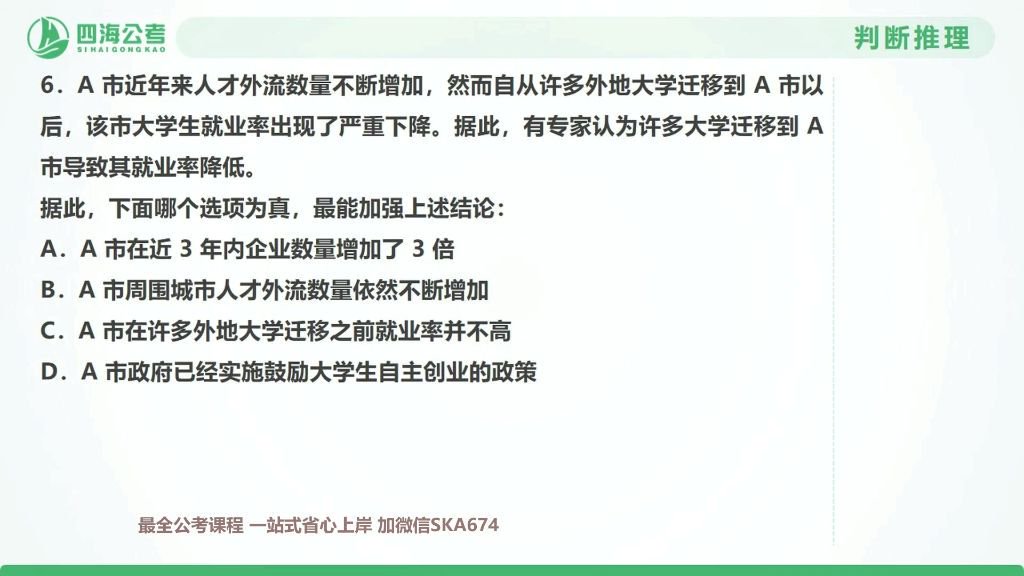 四海公考
SIHAIGONGKAO
判断推理
6．A 市近年来人才外流数量不断增加，然而自从许多外地大学迁移到 A 市以
后，该市大学生就业率出现了严重下降。据此，有专家认为许多大学迁移到 A
市导致其就业率降低。
据此，下面哪个选项为真，最能加强上述结论：
A．A 市在近 3 年内企业数量增加了 3 倍
B．A 市周围城市人才外流数量依然不断增加
C．A 市在许多外地大学迁移之前就业率并不高
D．A 市政府已经实施鼓励大学生自主创业的政策
最全公考课程 一站式省心上岸 加微信SKA674